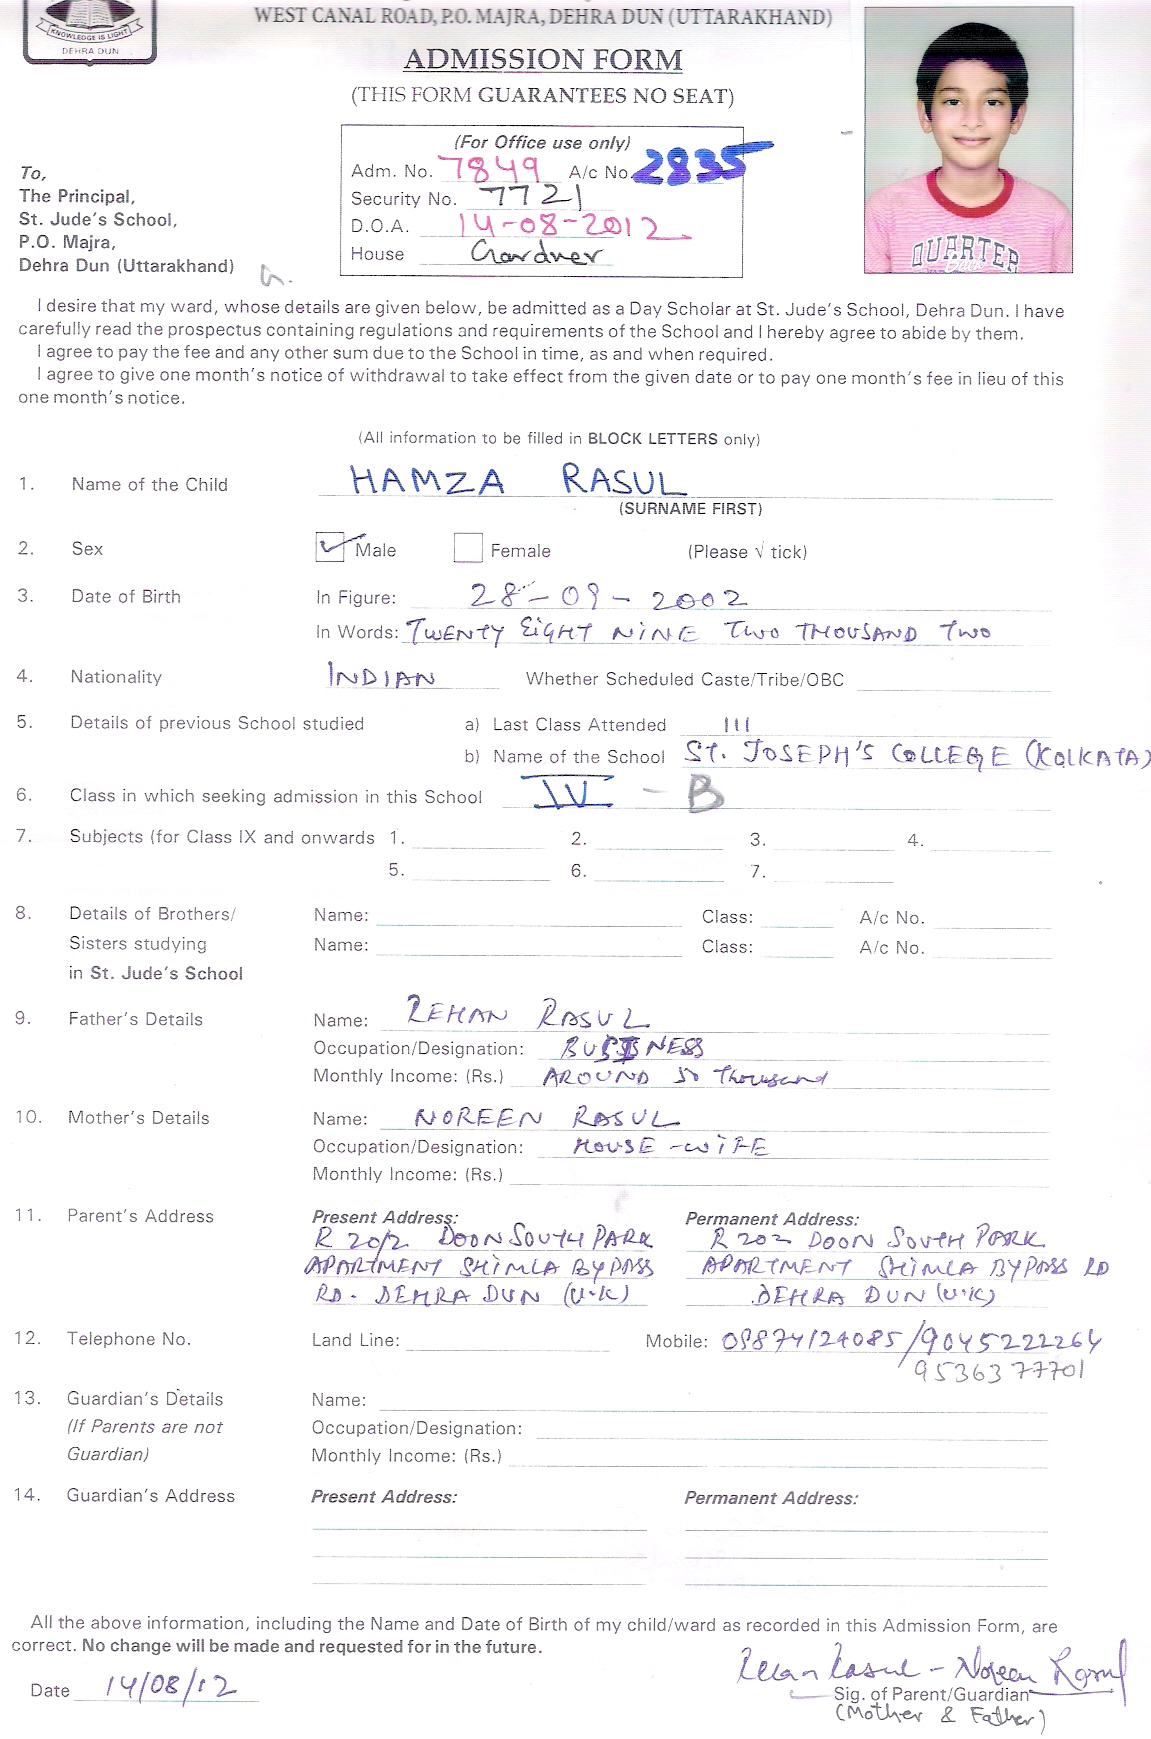 KNOWLEDGE IS LIGHT
DEHRA DUN
WEST CANAL ROAD, P.O. MAJRA, DEHRA DUN (UTTARAKHAND)
ADMISSION FORM
(THIS FORM GUARANTEES NO SEAT)
(For Office use only)
Adm. No. 7849 A/c No. 2835
Security No. 7721
D.O.A. 14-08-2012
House Gardner
To,
The Principal,
St. Jude's School,
P.O. Majra,
Dehra Dun (Uttarakhand)
QUARTER
I desire that my ward, whose details are given below, be admitted as a Day Scholar at St. Jude's School, Dehra Dun. I have
carefully read the prospectus containing regulations and requirements of the School and I hereby agree to abide by them.
I agree to pay the fee and any other sum due to the School in time, as and when required.
I agree to give one month's notice of withdrawal to take effect from the given date or to pay one month's fee in lieu of this
one month's notice.
(All information to be filled in BLOCK LETTERS only)
1. Name of the Child HAMZA RASUL
(SURNAME FIRST)
2. Sex Male Female (Please √ tick)
3. Date of Birth In Figure: 28-09-2002
In Words: TWENTY EIGHT NINE TWO THOUSAND TWO
4. Nationality INDIAN Whether Scheduled Caste/Tribe/OBC
5. Details of previous School studied a) Last Class Attended III
b) Name of the School ST. JOSEPH'S COLLEGE (KOLKATA)
6. Class in which seeking admission in this School IV - B
7. Subjects (for Class IX and onwards 1. 2. 3. 4.
5. 6. 7.
8. Details of Brothers/ Name: Class: A/c No.
Sisters studying Name: Class: A/c No.
in St. Jude's School
9. Father's Details Name: REHAN RASUL
Occupation/Designation: BUSINESS
Monthly Income: (Rs.) AROUND 50 Thousand
10. Mother's Details Name: NOREEN RASUL
Occupation/Designation: HOUSE-WIFE
Monthly Income: (Rs.)
11. Parent's Address Present Address: Permanent Address:
R 202 DOON SOUTH PARK R 202 DOON SOUTH PARK
APARTMENT SHIMLA BYPASS APARTMENT SHIMLA BYPASS RD
RD. DEHRA DUN (U.K) DEHRA DUN (U.K)
12. Telephone No. Land Line: Mobile: 09874124085/9045222264
9536377701
13. Guardian's Details Name:
(If Parents are not Occupation/Designation:
Guardian) Monthly Income: (Rs.)
14. Guardian's Address Present Address: Permanent Address:
All the above information, including the Name and Date of Birth of my child/ward as recorded in this Admission Form, are
correct. No change will be made and requested for in the future.
Rehan Rasul - Noreen Rasul
Date 14/08/12 Sig. of Parent/Guardian
(Mother & Father)